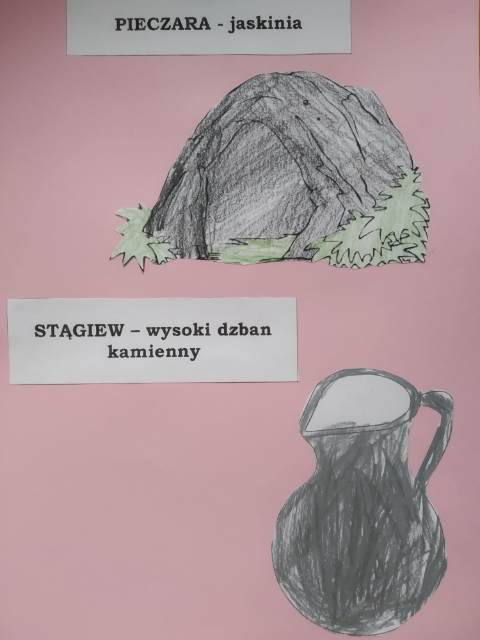 PIECZARA - jaskinia
STĄGIEW – wysoki dzban
kamienny